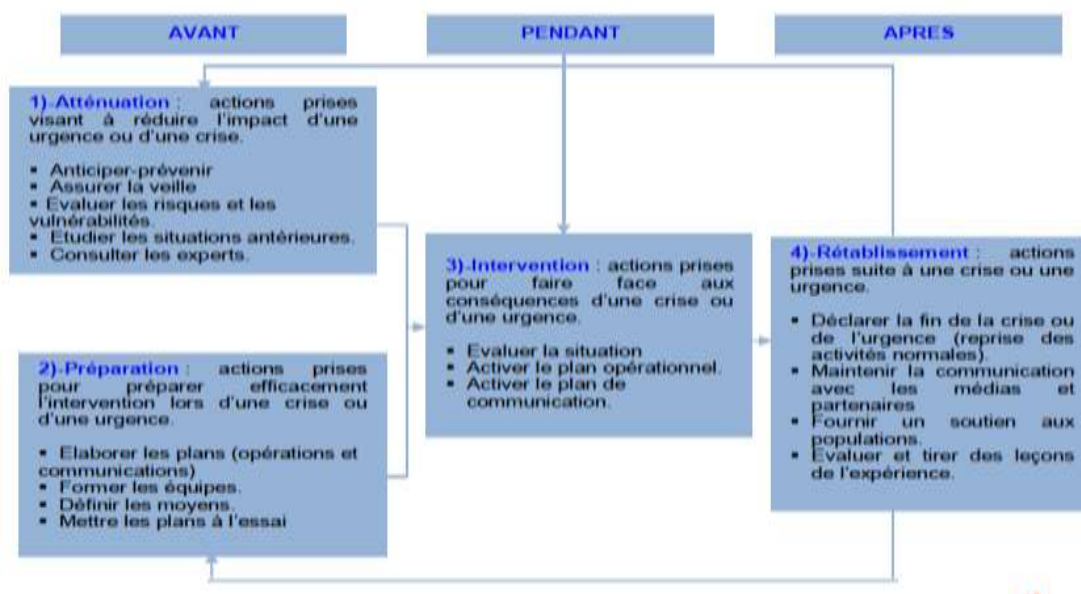 AVANT
PENDANT
APRES
1)-Atténuation : actions prises
visant à réduire l'impact d'une
urgence ou d'une crise.
▪ Anticiper-prévenir
▪ Assurer la veille
▪ Evaluer les risques et les
vulnérabilités.
▪ Etudier les situations antérieures.
▪ Consulter les experts.
2)-Préparation : actions prises
pour préparer efficacement
l'intervention lors d'une crise ou
d'une urgence.
▪ Elaborer les plans (opérations et
communications)
▪ Former les équipes.
▪ Définir les moyens.
▪ Mettre les plans à l'essai
3)-Intervention : actions prises
pour faire face aux
conséquences d'une crise ou
d'une urgence.
▪ Evaluer la situation
▪ Activer le plan opérationnel.
▪ Activer le plan de
communication.
4)-Rétablissement : actions
prises suite à une crise ou une
urgence.
▪ Déclarer la fin de la crise ou
de l'urgence (reprise des
activités normales).
▪ Maintenir la communication
avec les médias et
partenaires
▪ Fournir un soutien aux
populations.
▪ Evaluer et tirer des leçons
de l'expérience.